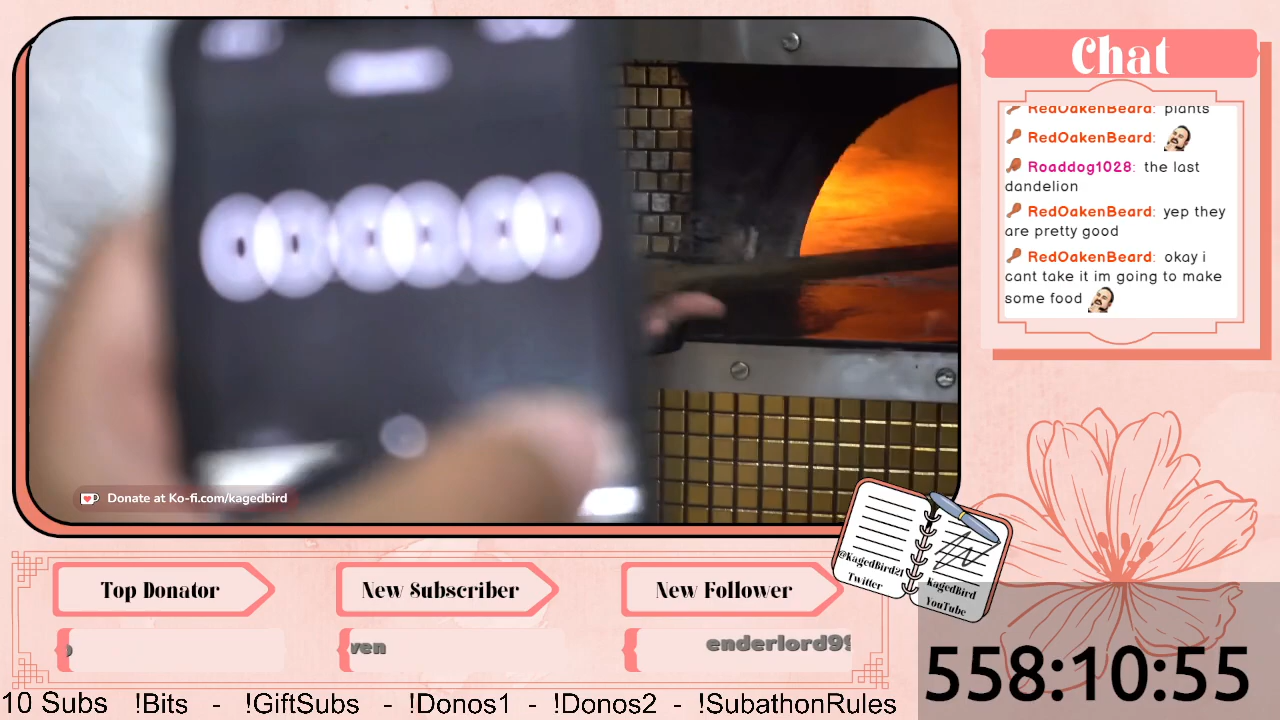 Chat
RedOakenBeard: plants
RedOakenBeard:
Roaddog1028: the last
dandelion
RedOakenBeard: yep they
are pretty good
RedOakenBeard: okay i
cant take it im going to make
some food
Donate at Ko-fi.com/kagedbird
@KagedBird21
Twitter
KagedBird
YouTube
Top Donator
New Subscriber
New Follower
ven
enderlord99
558:10:55
10 Subs !Bits - !GiftSubs - !Donos1 - !Donos2 - !SubathonRules